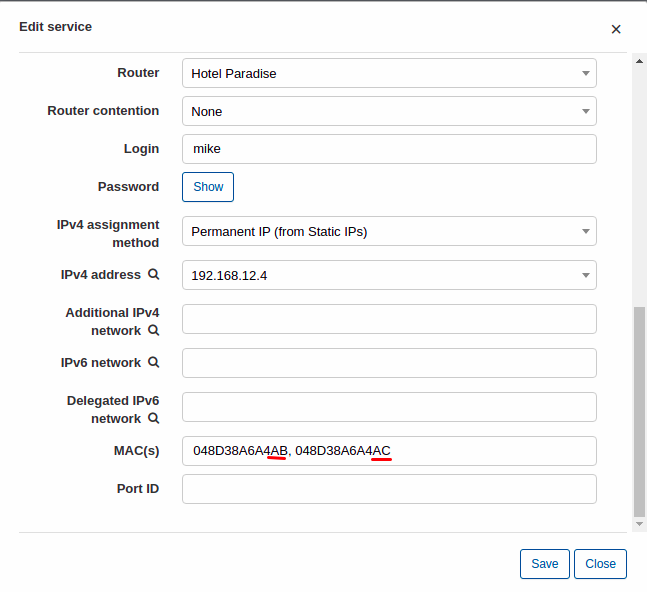 Edit service
×
Router
Hotel Paradise
Router contention
None
Login
mike
Password
Show
IPv4 assignment
method
Permanent IP (from Static IPs)
IPv4 address
192.168.12.4
Additional IPv4
network
IPv6 network
Delegated IPv6
network
MAC(s)
048D38A6A4AB, 048D38A6A4AC
Port ID
Save
Close